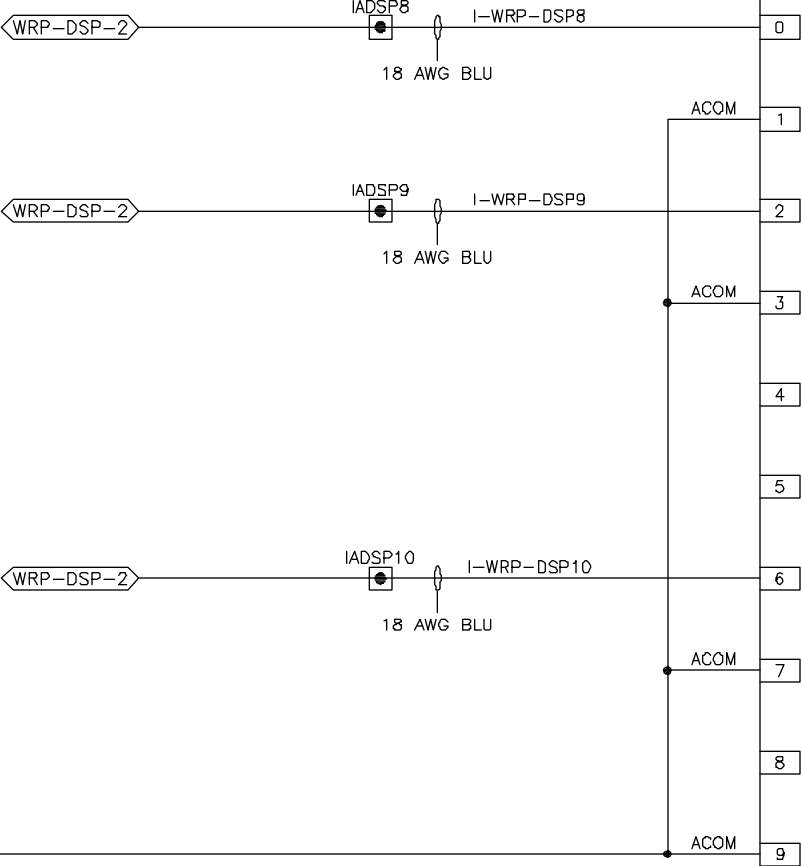 IADSP8
WRP-DSP-2
I-WRP-DSP8
0
18 AWG BLU
ACOM
1
IADSP9
WRP-DSP-2
I-WRP-DSP9
2
18 AWG BLU
ACOM
3
4
5
IADSP10
WRP-DSP-2
I-WRP-DSP10
6
18 AWG BLU
ACOM
7
8
ACOM
9